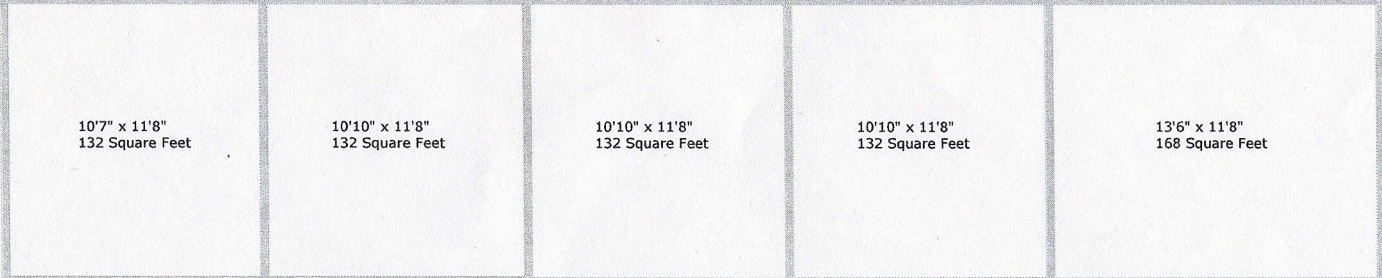 10'7" x 11'8"
132 Square Feet
10'10" x 11'8"
132 Square Feet
10'10" x 11'8"
132 Square Feet
10'10" x 11'8"
132 Square Feet
13'6" x 11'8"
168 Square Feet